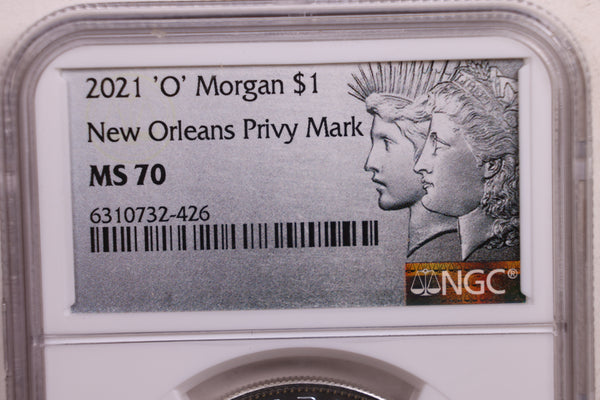 2021 'O' Morgan $1
New Orleans Privy Mark
MS 70
6310732-426
NGC®